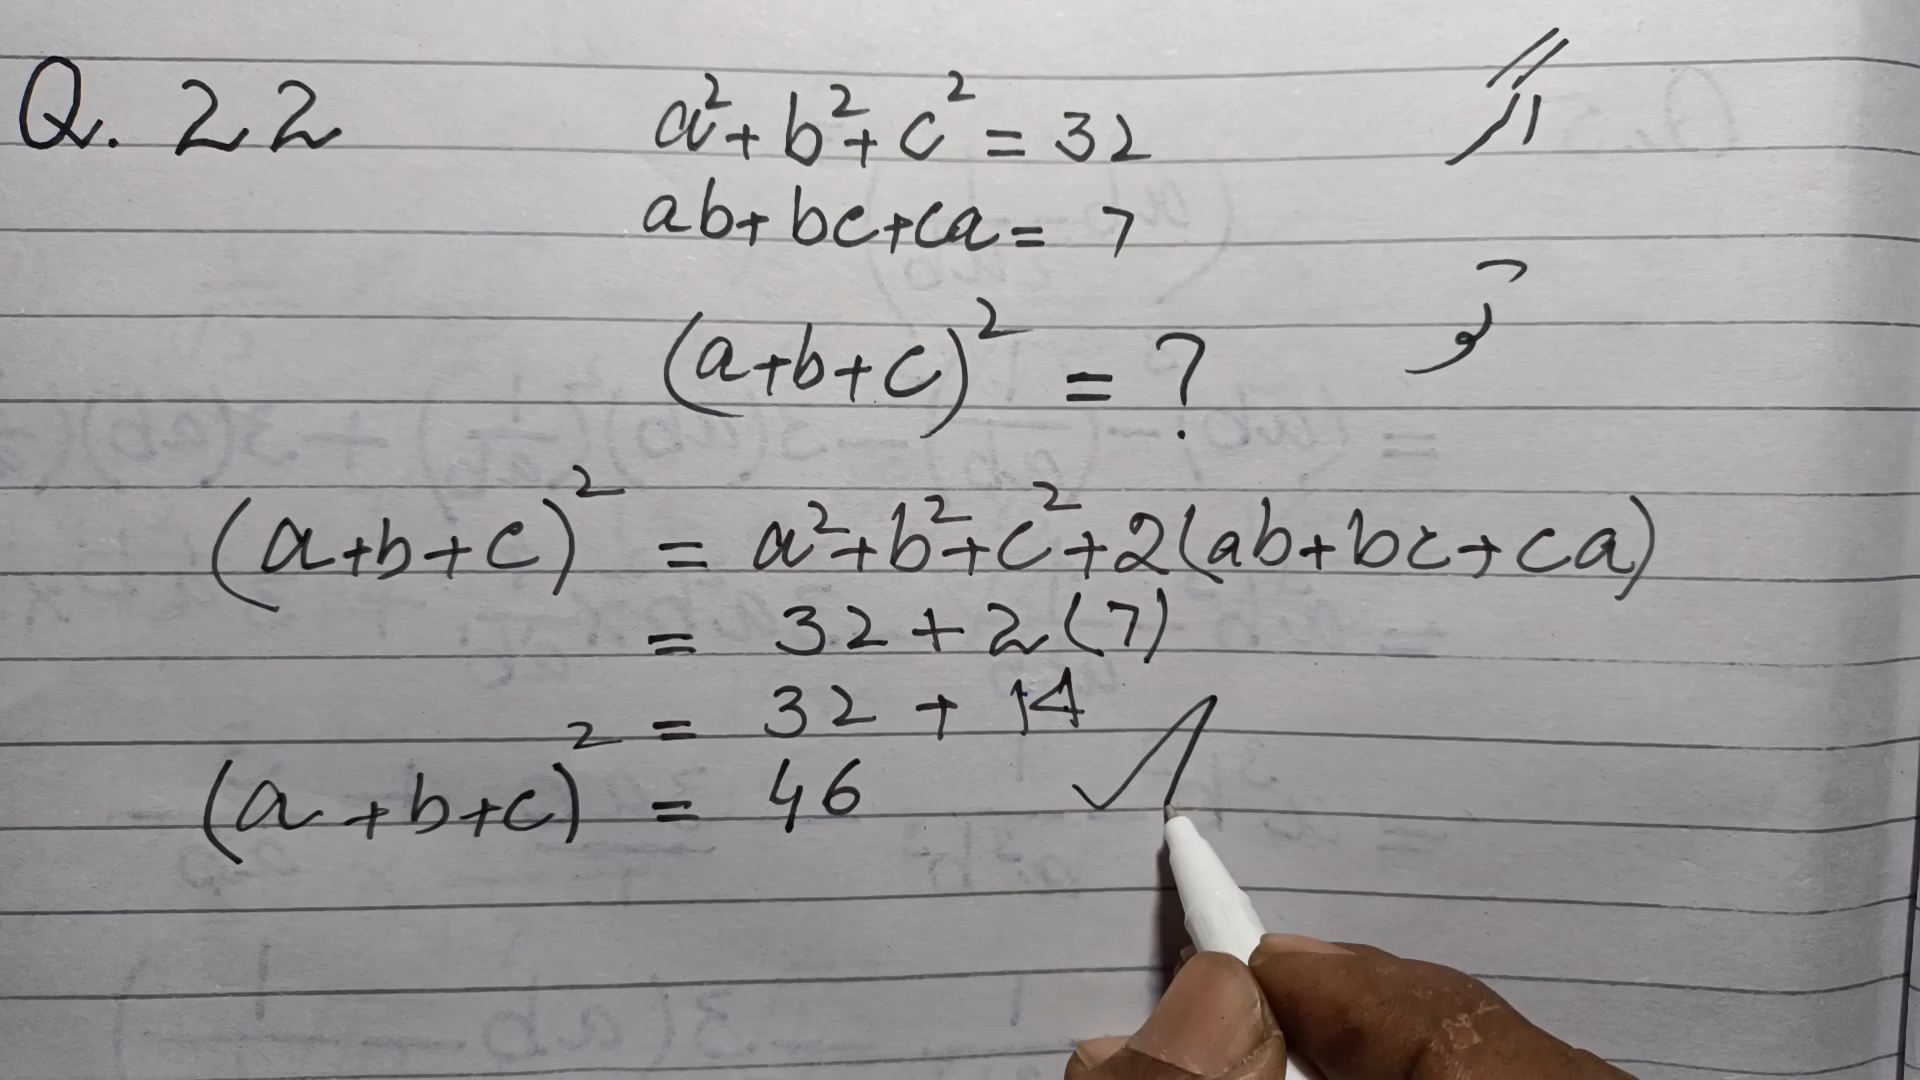 Q. 22
a²+b²+c² = 32
ab+bc+ca = 7
(a+b+c)² = ?
(a+b+c)² = a²+b²+c²+2(ab+bc+ca)
= 32+2(7)
= 32 + 14
(a+b+c)² = 46